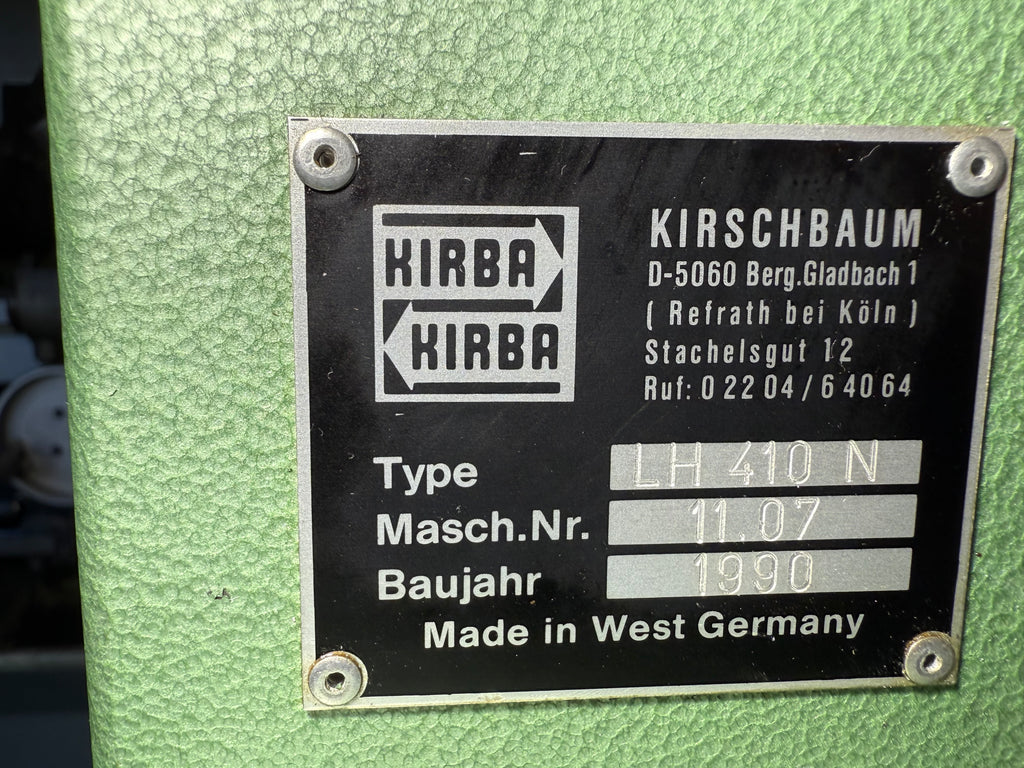 KIRBA
KIRBA
KIRSCHBAUM
D-5060 Berg.Gladbach 1
( Refrath bei Köln )
Stachelsgut 12
Ruf: 0 22 04 / 6 40 64
Type LH 410 N
Masch.Nr. 11.07
Baujahr 1990
Made in West Germany